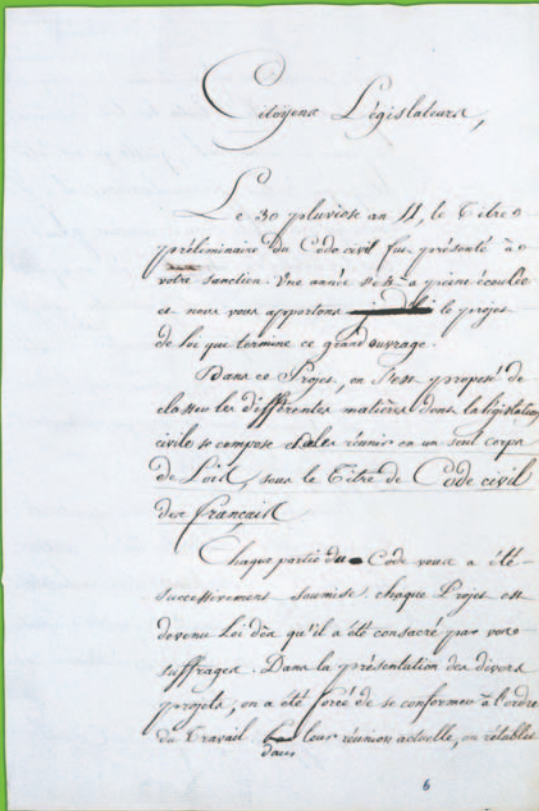 Citoyens Législateurs,
Le 30 pluviose an 11, le Titre
préliminaire du Code civil fut présenté à
votre sanction. Une année s'est à peine écoulée
et nous vous apportons le projet
de loi qui termine ce grand ouvrage.
Dans ce Projet, on s'est proposé de
classer les différentes matières dont la législation
civile se compose et de les réunir en un seul corps
de Loix, sous le Titre de Code civil
des français
Chaque partie du Code vous a été
successivement soumise. chaque Projet est
devenu Loi dès qu'il a été consacré par vos
suffrages. Dans la présentation des divers
projets, on a été forcé de se conformer à l'ordre
du Travail. dans leur réunion actuelle, on rétablit
6